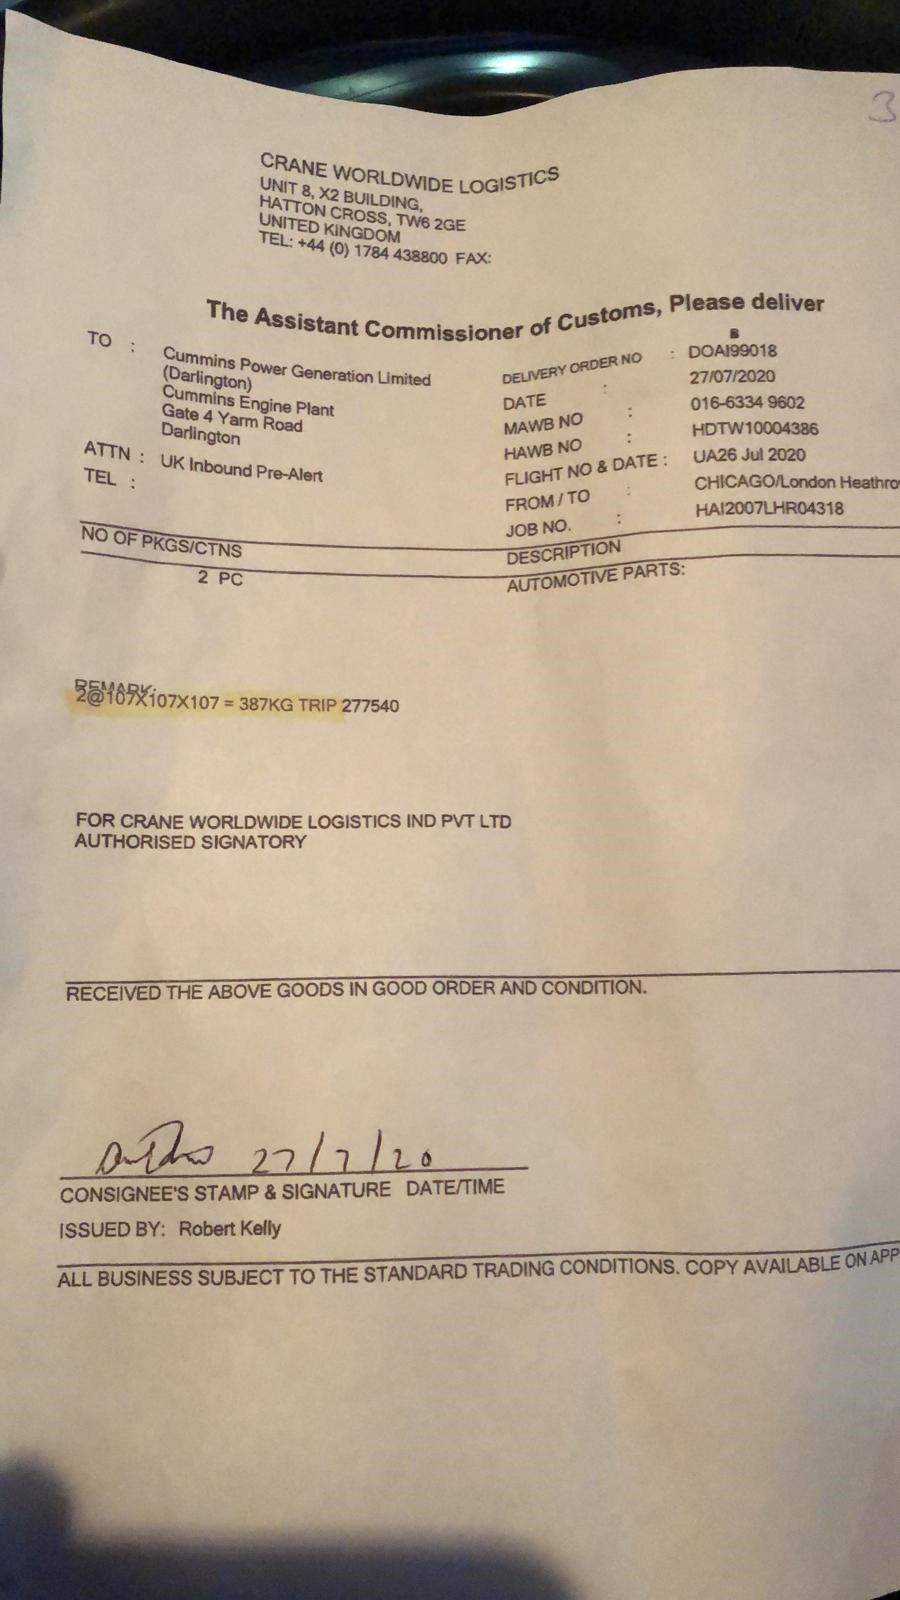 3
CRANE WORLDWIDE LOGISTICS
UNIT 8, X2 BUILDING,
HATTON CROSS, TW6 2GE
UNITED KINGDOM
TEL: +44 (0) 1784 438800 FAX:
The Assistant Commissioner of Customs, Please deliver
TO :
Cummins Power Generation Limited
(Darlington)
Cummins Engine Plant
Gate 4 Yarm Road
Darlington
ATTN : UK Inbound Pre-Alert
TEL :
DELIVERY ORDER NO : DOAI99018
DATE : 27/07/2020
MAWB NO : 016-6334 9602
HAWB NO : HDTW10004386
FLIGHT NO & DATE : UA26 Jul 2020
FROM / TO : CHICAGO/London Heathro
JOB NO. : HAI2007LHR04318
NO OF PKGS/CTNS DESCRIPTION
2 PC AUTOMOTIVE PARTS:
REMARK:
2@107X107X107 = 387KG TRIP 277540
FOR CRANE WORLDWIDE LOGISTICS IND PVT LTD
AUTHORISED SIGNATORY
RECEIVED THE ABOVE GOODS IN GOOD ORDER AND CONDITION.
27/7/20
CONSIGNEE'S STAMP & SIGNATURE DATE/TIME
ISSUED BY: Robert Kelly
ALL BUSINESS SUBJECT TO THE STANDARD TRADING CONDITIONS. COPY AVAILABLE ON APP